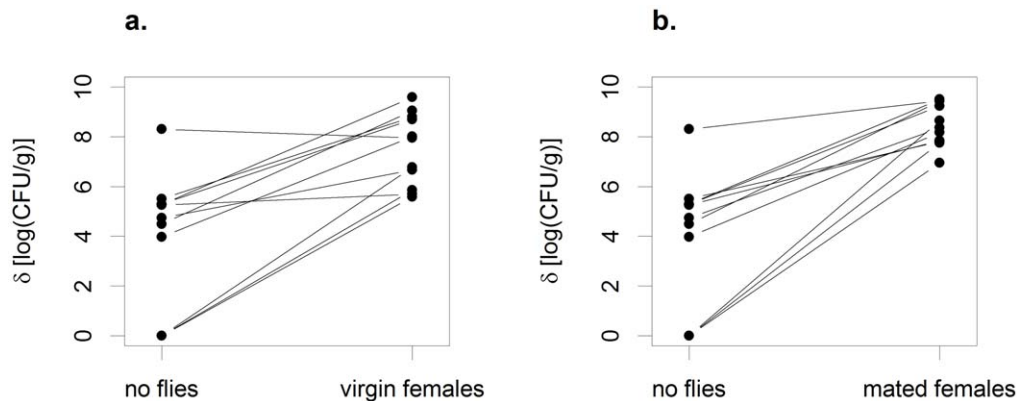 a.
δ [log(CFU/g)]
10
8
6
4
2
0
no flies
virgin females
b.
δ [log(CFU/g)]
10
8
6
4
2
0
no flies
mated females